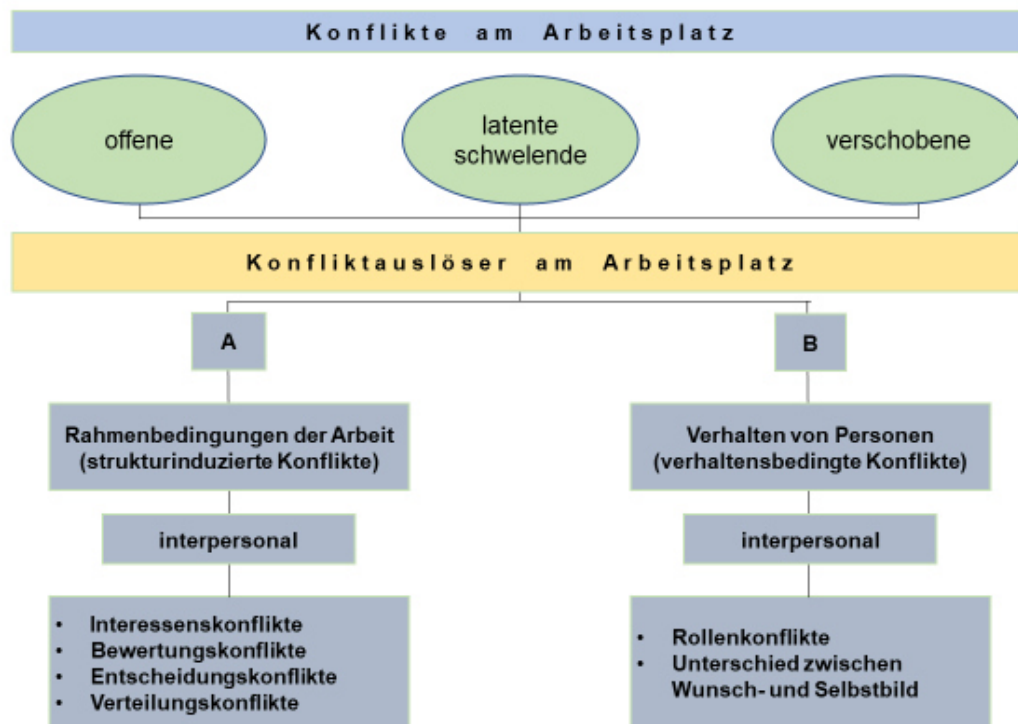 Konflikte am Arbeitsplatz
offene
latente
schwelende
verschobene
Konfliktauslöser am Arbeitsplatz
A
B
Rahmenbedingungen der Arbeit
(strukturinduzierte Konflikte)
Verhalten von Personen
(verhaltensbedingte Konflikte)
interpersonal
interpersonal
• Interessenskonflikte
• Bewertungskonflikte
• Entscheidungskonflikte
• Verteilungskonflikte
• Rollenkonflikte
• Unterschied zwischen
Wunsch- und Selbstbild